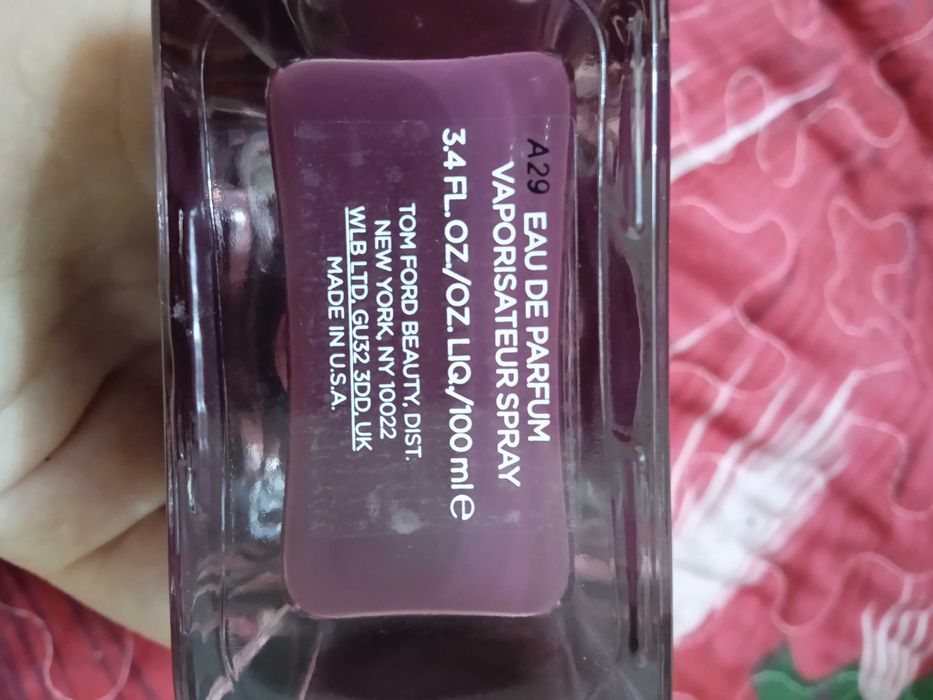 A29 EAU DE PARFUM
VAPORISATEUR SPRAY
3.4 FL.OZ./OZ. LIQ./100 ml e
TOM FORD BEAUTY, DIST.
NEW YORK, NY 10022
WLB LTD, GU32 3DD, UK
MADE IN U.S.A.